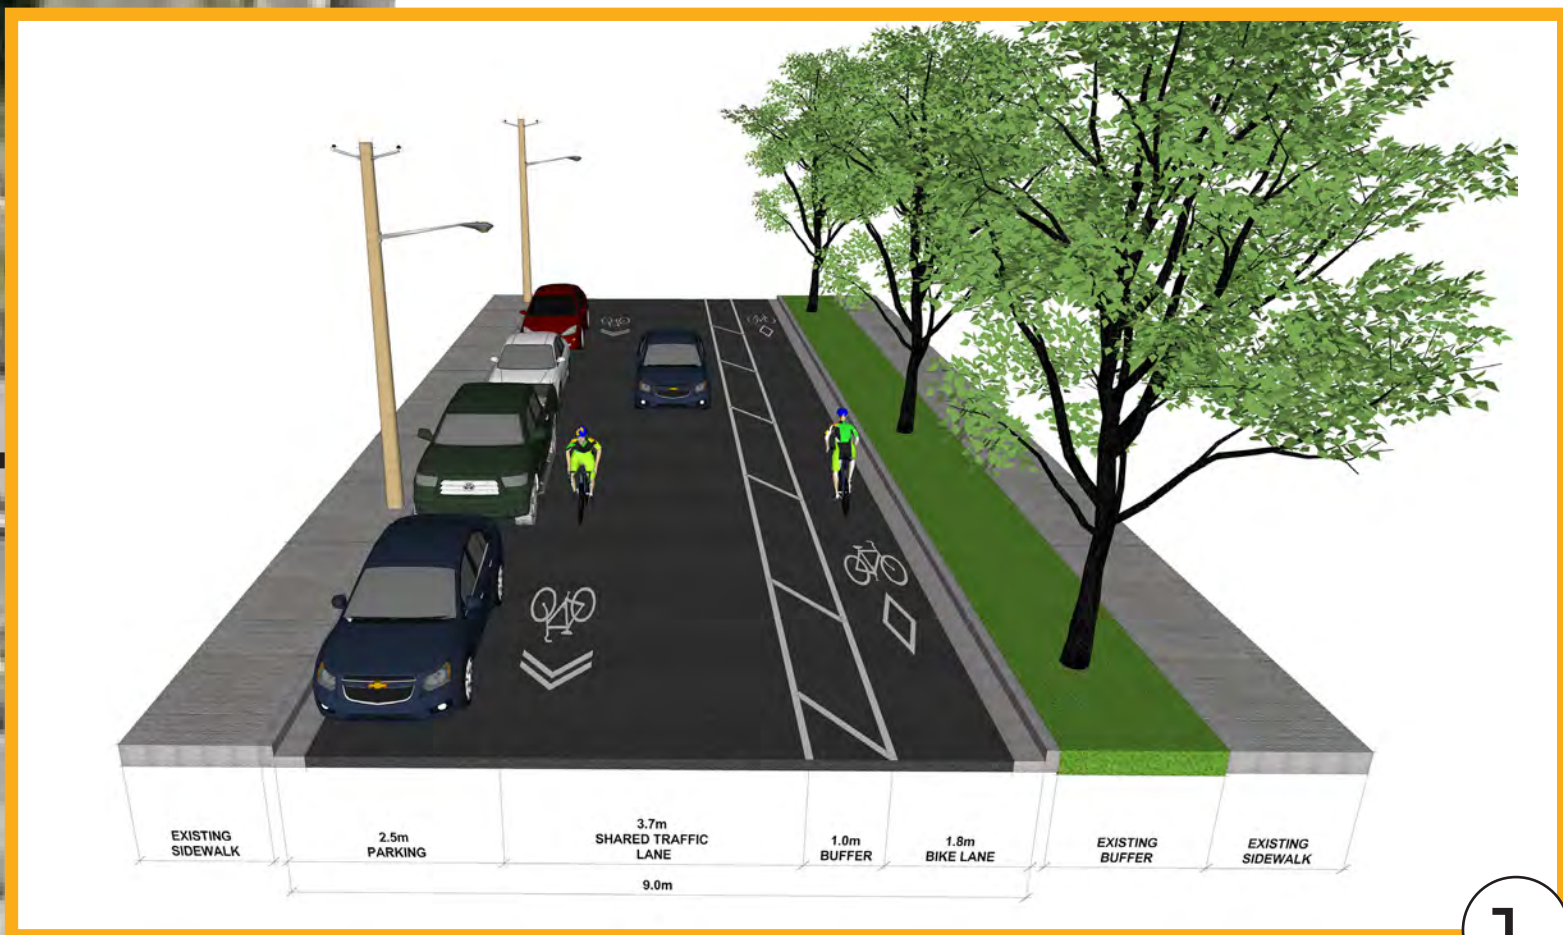 EXISTING
SIDEWALK
2.5m
PARKING
3.7m
SHARED TRAFFIC
LANE
1.0m
BUFFER
1.8m
BIKE LANE
EXISTING
BUFFER
EXISTING
SIDEWALK
9.0m
1